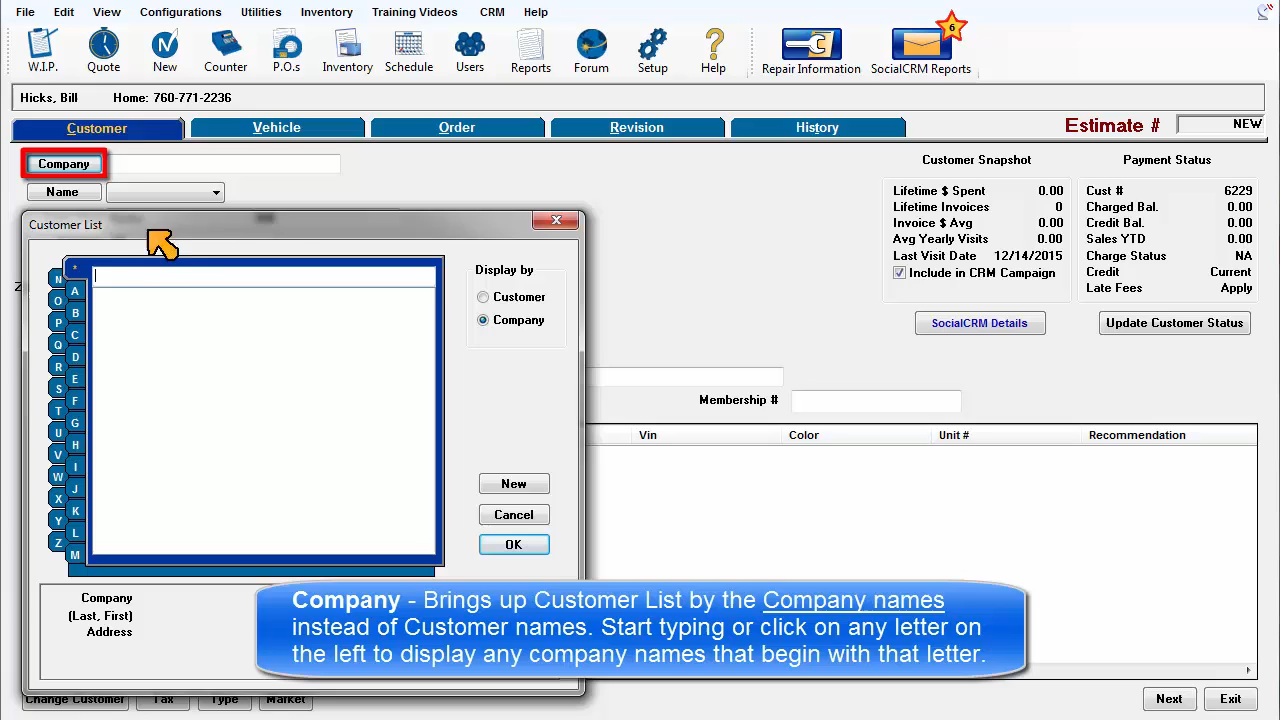 File Edit View Configurations Utilities Inventory Training Videos CRM Help
6
W.I.P. Quote New Counter P.O.s Inventory Schedule Users Reports Forum Setup Help Repair Information SocialCRM Reports
Hicks, Bill Home: 760-771-2236
Customer Vehicle Order Revision History Estimate # NEW
Company
Name
Customer Snapshot
Lifetime $ Spent 0.00
Lifetime Invoices 0
Invoice $ Avg 0.00
Avg Yearly Visits 0.00
Last Visit Date 12/14/2015
Include in CRM Campaign
SocialCRM Details
Payment Status
Cust # 6229
Charged Bal. 0.00
Credit Bal. 0.00
Sales YTD 0.00
Charge Status NA
Credit Current
Late Fees Apply
Update Customer Status
Customer List
*
N
A
O
B
P
C
Q
D
R
E
S
F
T
G
U
H
V
I
W
J
X
K
Y
L
Z
M
Display by
Customer
Company
New
Cancel
OK
Membership #
Vin Color Unit # Recommendation
Company
(Last, First)
Address
Company - Brings up Customer List by the Company names
instead of Customer names. Start typing or click on any letter on
the left to display any company names that begin with that letter.
Change Customer Tax Type Market Next Exit